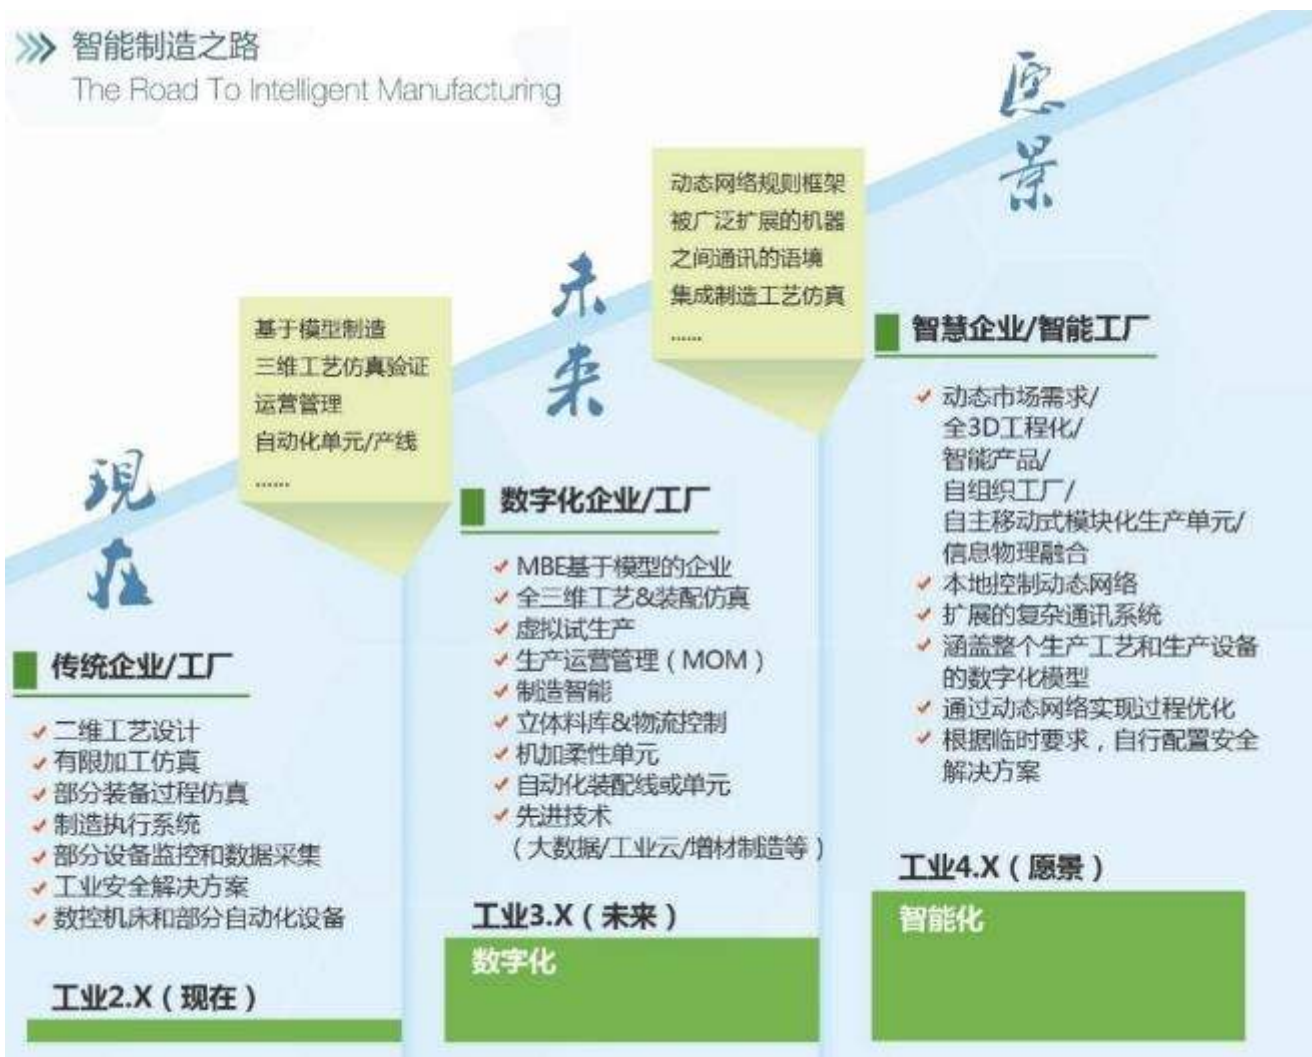 智能制造之路
The Road To Intelligent Manufacturing
现在
基于模型制造
三维工艺仿真验证
运营管理
自动化单元/产线
......
未来
动态网络规则框架
被广泛扩展的机器
之间通讯的语境
集成制造工艺仿真
......
愿景
传统企业/工厂
二维工艺设计
有限加工仿真
部分装备过程仿真
制造执行系统
部分设备监控和数据采集
工业安全解决方案
数控机床和部分自动化设备
工业2.X（现在）
数字化企业/工厂
MBE基于模型的企业
全三维工艺&装配仿真
虚拟试生产
生产运营管理（MOM）
制造智能
立体料库&物流控制
机加柔性单元
自动化装配线或单元
先进技术
（大数据/工业云/增材制造等）
工业3.X（未来）
数字化
智慧企业/智能工厂
动态市场需求/
全3D工程化/
智能产品/
自组织工厂/
自主移动式模块化生产单元/
信息物理融合
本地控制动态网络
扩展的复杂通讯系统
涵盖整个生产工艺和生产设备
的数字化模型
通过动态网络实现过程优化
根据临时要求，自行配置安全
解决方案
工业4.X（愿景）
智能化